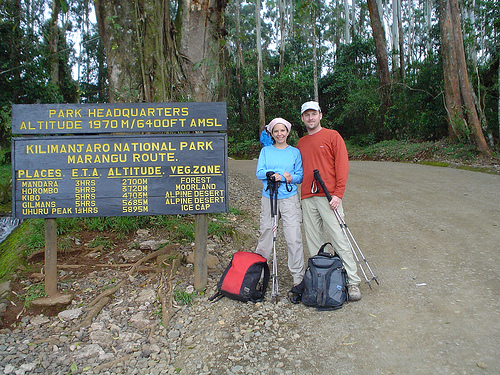 PARK HEADQUARTERS
ALTITUDE 1970 M/6400FT AMSL
KILIMANJARO NATIONAL PARK
MARANGU ROUTE.
PLACES. E.T.A. ALTITUDE. VEG.ZONE.
MANDARA 3HRS 2700M FOREST
HOROMBO 5HRS 3720M MOORLAND
KIBO 5HRS 4703M ALPINE DESERT
GILMANS 5HRS 5685M ALPINE DESERT
UHURU PEAK 1½HRS 5895M ICE CAP